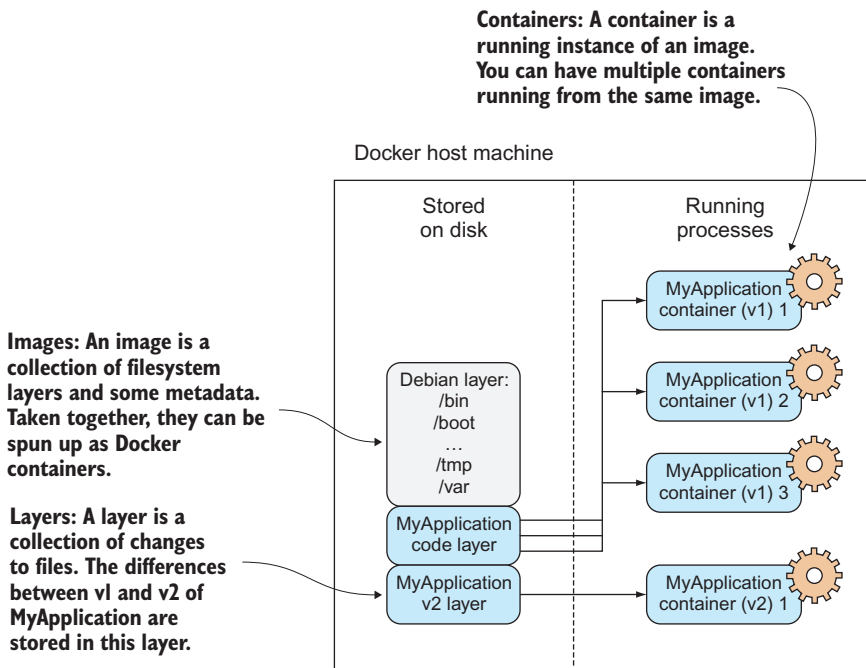 Containers: A container is a
running instance of an image.
You can have multiple containers
running from the same image.
Docker host machine
Stored
on disk
Running
processes
MyApplication
container (v1) 1
Images: An image is a
collection of filesystem
layers and some metadata.
Taken together, they can be
spun up as Docker
containers.
Debian layer:
/bin
/boot
…
/tmp
/var
MyApplication
container (v1) 2
MyApplication
container (v1) 3
Layers: A layer is a
collection of changes
to files. The differences
between v1 and v2 of
MyApplication are
stored in this layer.
MyApplication
code layer
MyApplication
v2 layer
MyApplication
container (v2) 1